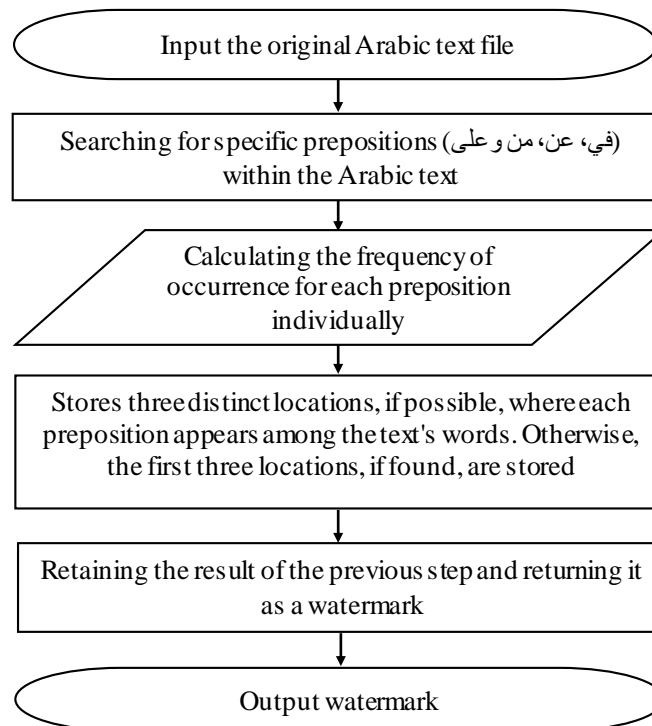 Input the original Arabic text file
Searching for specific prepositions (في، عن، من و على)
within the Arabic text
Calculating the frequency of
occurrence for each preposition
individually
Stores three distinct locations, if possible, where each
preposition appears among the text's words. Otherwise,
the first three locations, if found, are stored
Retaining the result of the previous step and returning it
as a watermark
Output watermark